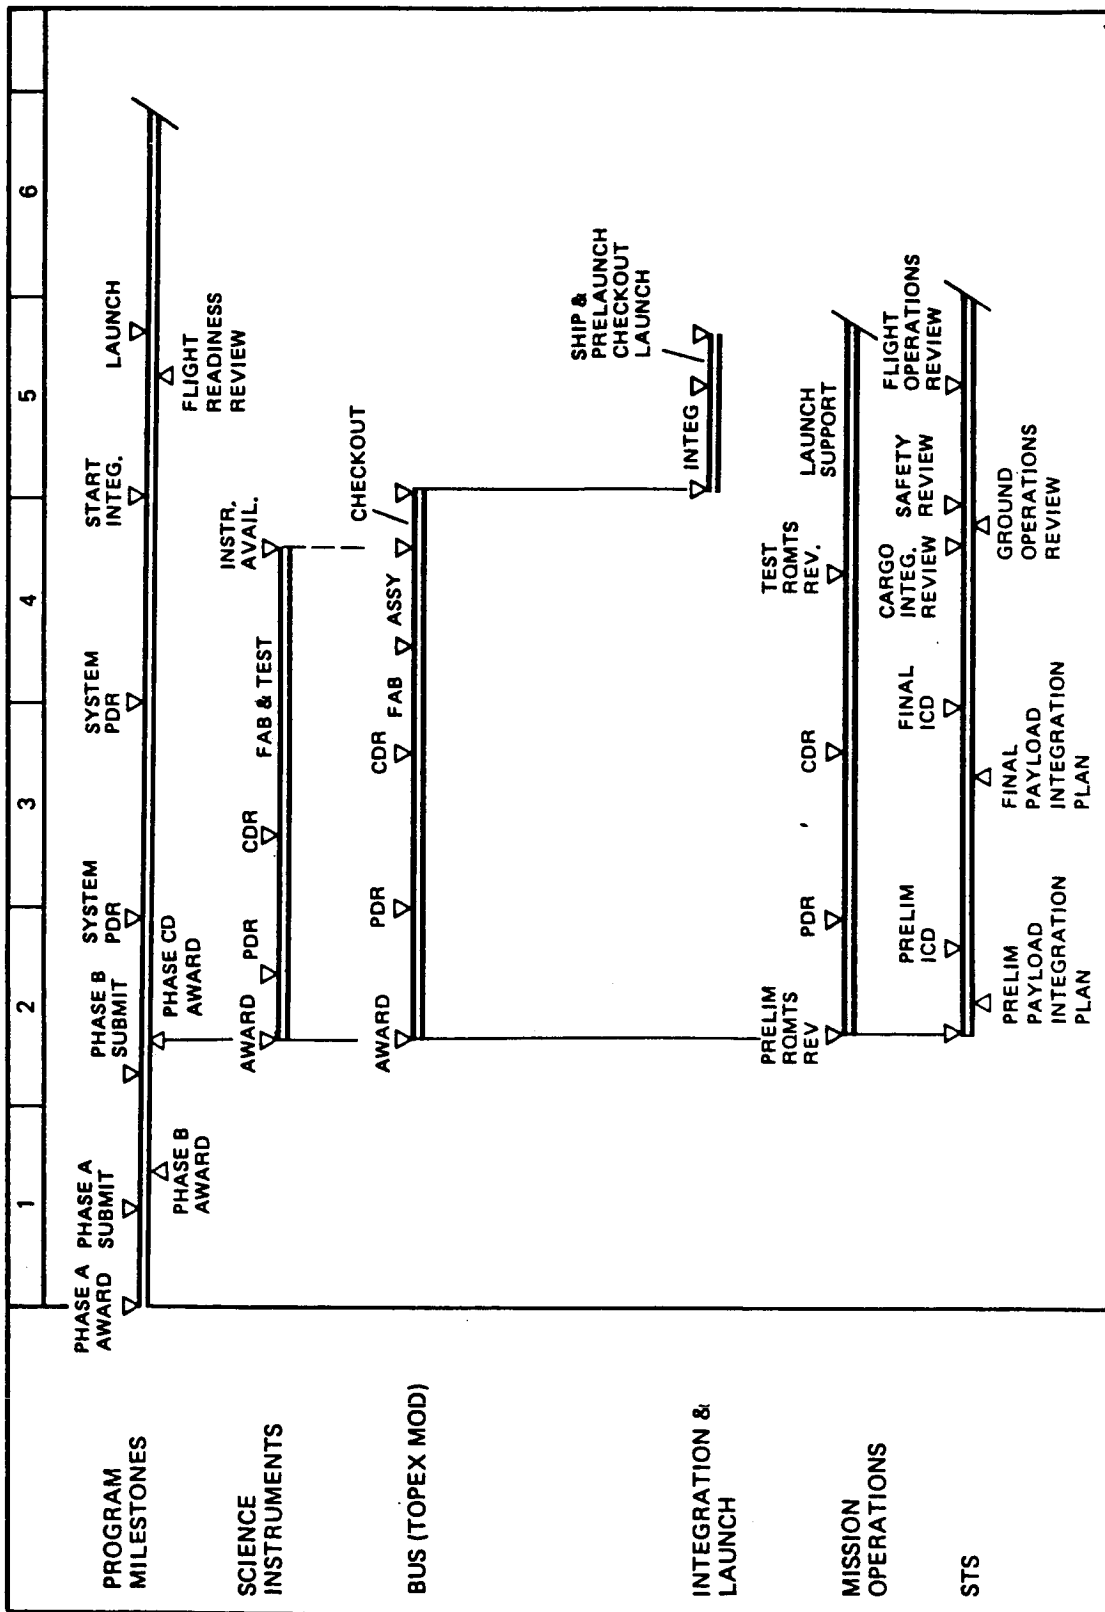 1
2
3
4
5
6
PROGRAM
MILESTONES
PHASE A
AWARD
PHASE A
SUBMIT
PHASE B
AWARD
PHASE B
SUBMIT
PHASE CD
AWARD
SYSTEM
PDR
SYSTEM
PDR
START
INTEG.
FLIGHT
READINESS
REVIEW
LAUNCH
SCIENCE
INSTRUMENTS
AWARD
PDR
CDR
FAB & TEST
INSTR.
AVAIL.
BUS (TOPEX MOD)
AWARD
PDR
CDR
FAB
ASSY
CHECKOUT
INTEGRATION &
LAUNCH
INTEG
SHIP &
PRELAUNCH
CHECKOUT
LAUNCH
MISSION
OPERATIONS
PRELIM
RQMTS
REV
PDR
CDR
TEST
RQMTS
REV.
LAUNCH
SUPPORT
STS
PRELIM
PAYLOAD
INTEGRATION
PLAN
PRELIM
ICD
FINAL
PAYLOAD
INTEGRATION
PLAN
FINAL
ICD
CARGO
INTEG.
REVIEW
GROUND
OPERATIONS
REVIEW
SAFETY
REVIEW
FLIGHT
OPERATIONS
REVIEW